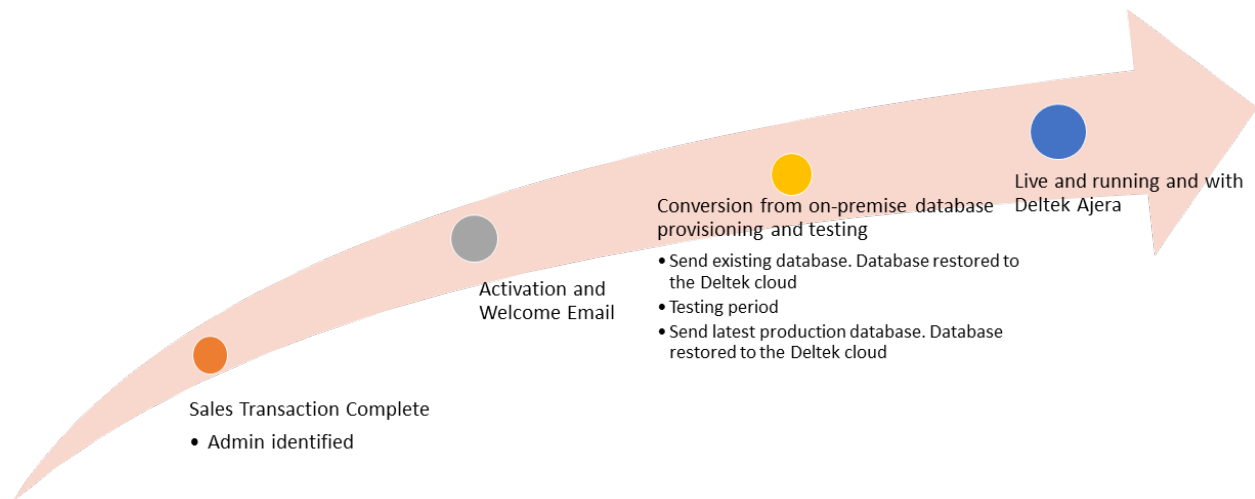 Sales Transaction Complete
• Admin identified
Activation and
Welcome Email
Conversion from on-premise database
provisioning and testing
• Send existing database. Database restored to
the Deltek cloud
• Testing period
• Send latest production database. Database
restored to the Deltek cloud
Live and running and with
Deltek Ajera